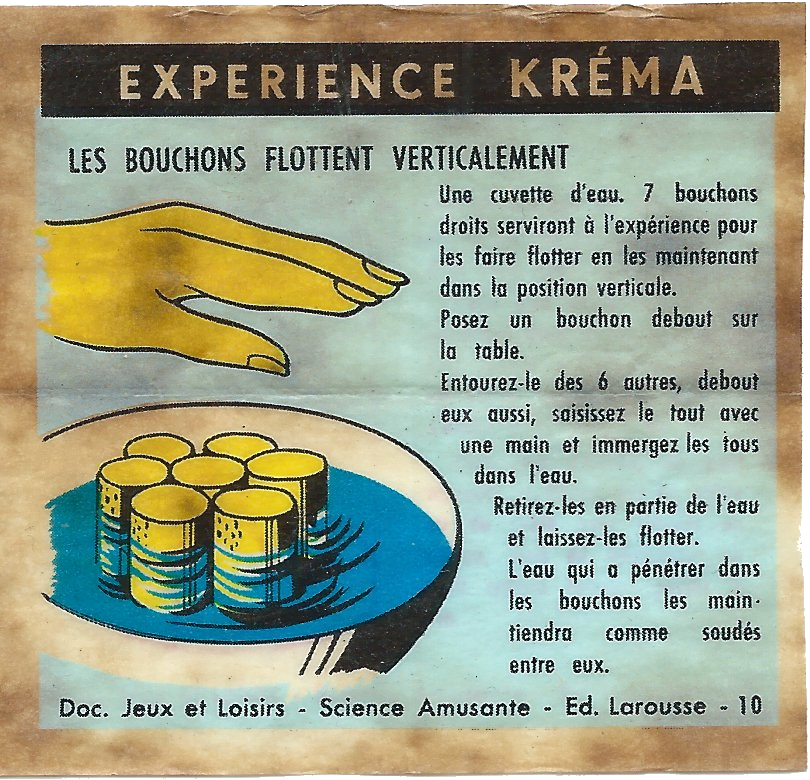 EXPERIENCE KRÉMA
LES BOUCHONS FLOTTENT VERTICALEMENT
Une cuvette d'eau. 7 bouchons
droits serviront à l'expérience pour
les faire flotter en les maintenant
dans la position verticale.
Posez un bouchon debout sur
la table.
Entourez-le des 6 autres, debout
eux aussi, saisissez le tout avec
une main et immergez les tous
dans l'eau.
Retirez-les en partie de l'eau
et laissez-les flotter.
L'eau qui a pénétrer dans
les bouchons les main-
tiendra comme soudés
entre eux.
Doc. Jeux et Loisirs - Science Amusante - Ed. Larousse - 10